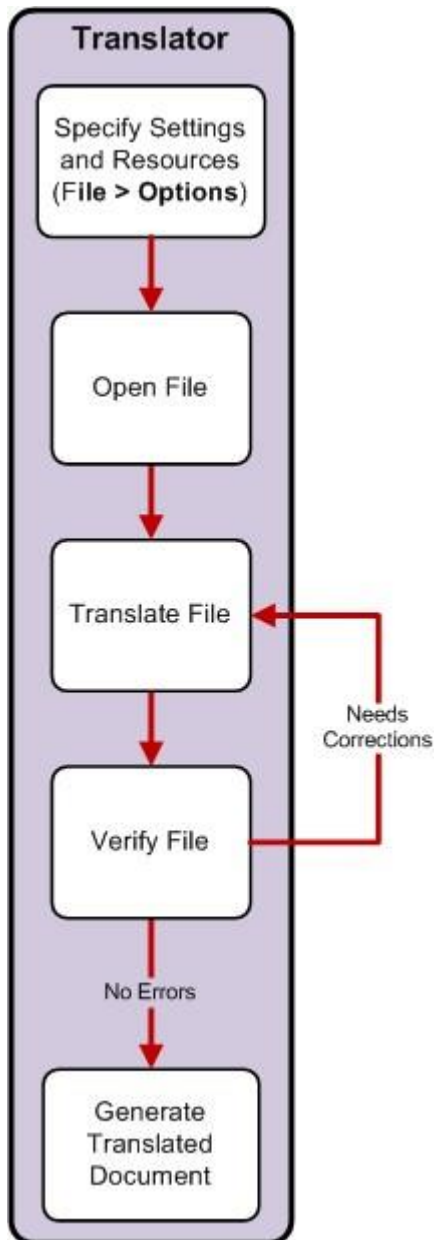 Translator
Specify Settings
and Resources
(File > Options)
Open File
Translate File
Needs
Corrections
Verify File
No Errors
Generate
Translated
Document